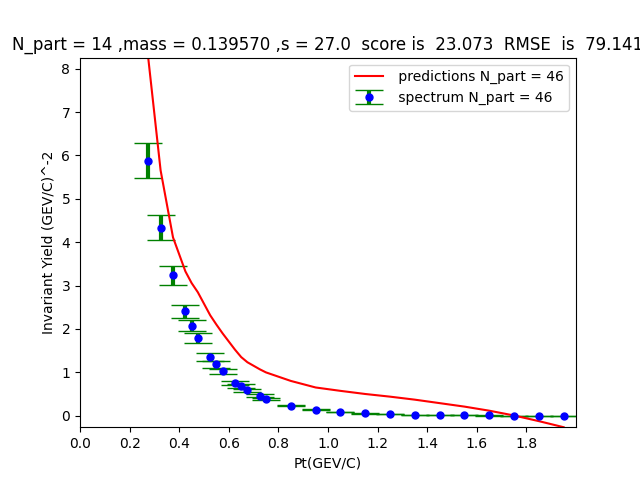 N_part = 14 ,mass = 0.139570 ,s = 27.0  score is  23.073  RMSE  is  79.141
8
7
6
5
4
3
2
1
0
Invariant Yield (GEV/C)^-2
predictions N_part = 46
spectrum N_part = 46
0.0 0.2 0.4 0.6 0.8 1.0 1.2 1.4 1.6 1.8
Pt(GEV/C)